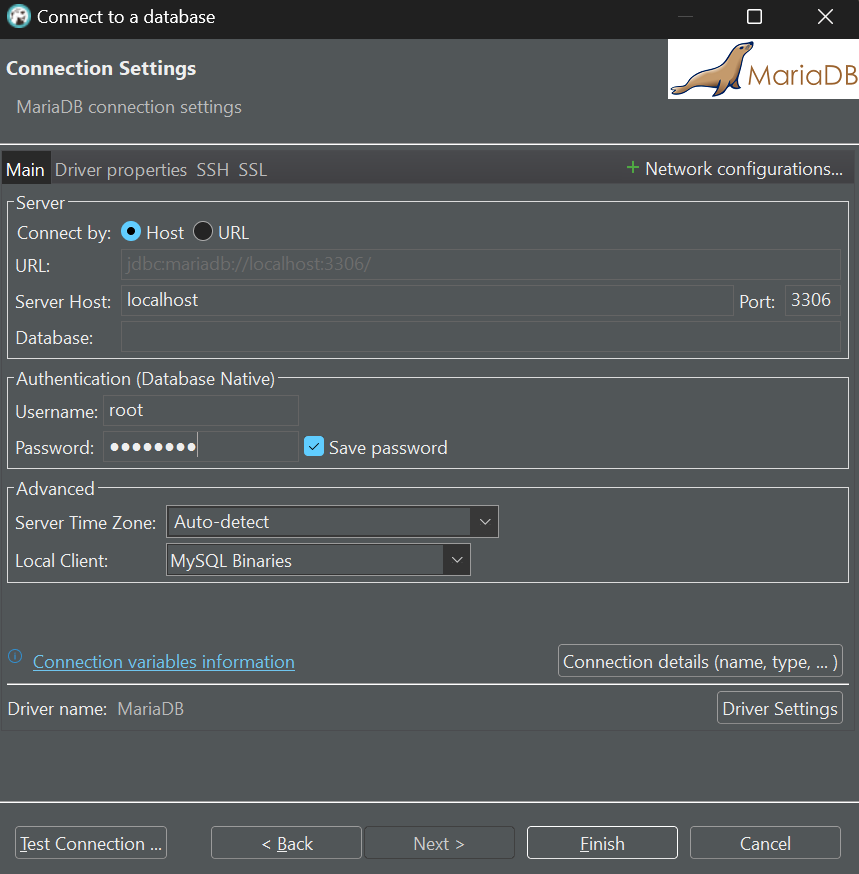 Connect to a database
Connection Settings
MariaDB
MariaDB connection settings
Main Driver properties SSH SSL + Network configurations...
Server
Connect by: Host URL
URL: jdbc:mariadb://localhost:3306/
Server Host: localhost Port: 3306
Database:
Authentication (Database Native)
Username: root
Password: ●●●●●●●●
Save password
Advanced
Server Time Zone: Auto-detect
Local Client: MySQL Binaries
Connection variables information Connection details (name, type, ... )
Driver name: MariaDB Driver Settings
Test Connection ... < Back Next > Finish Cancel